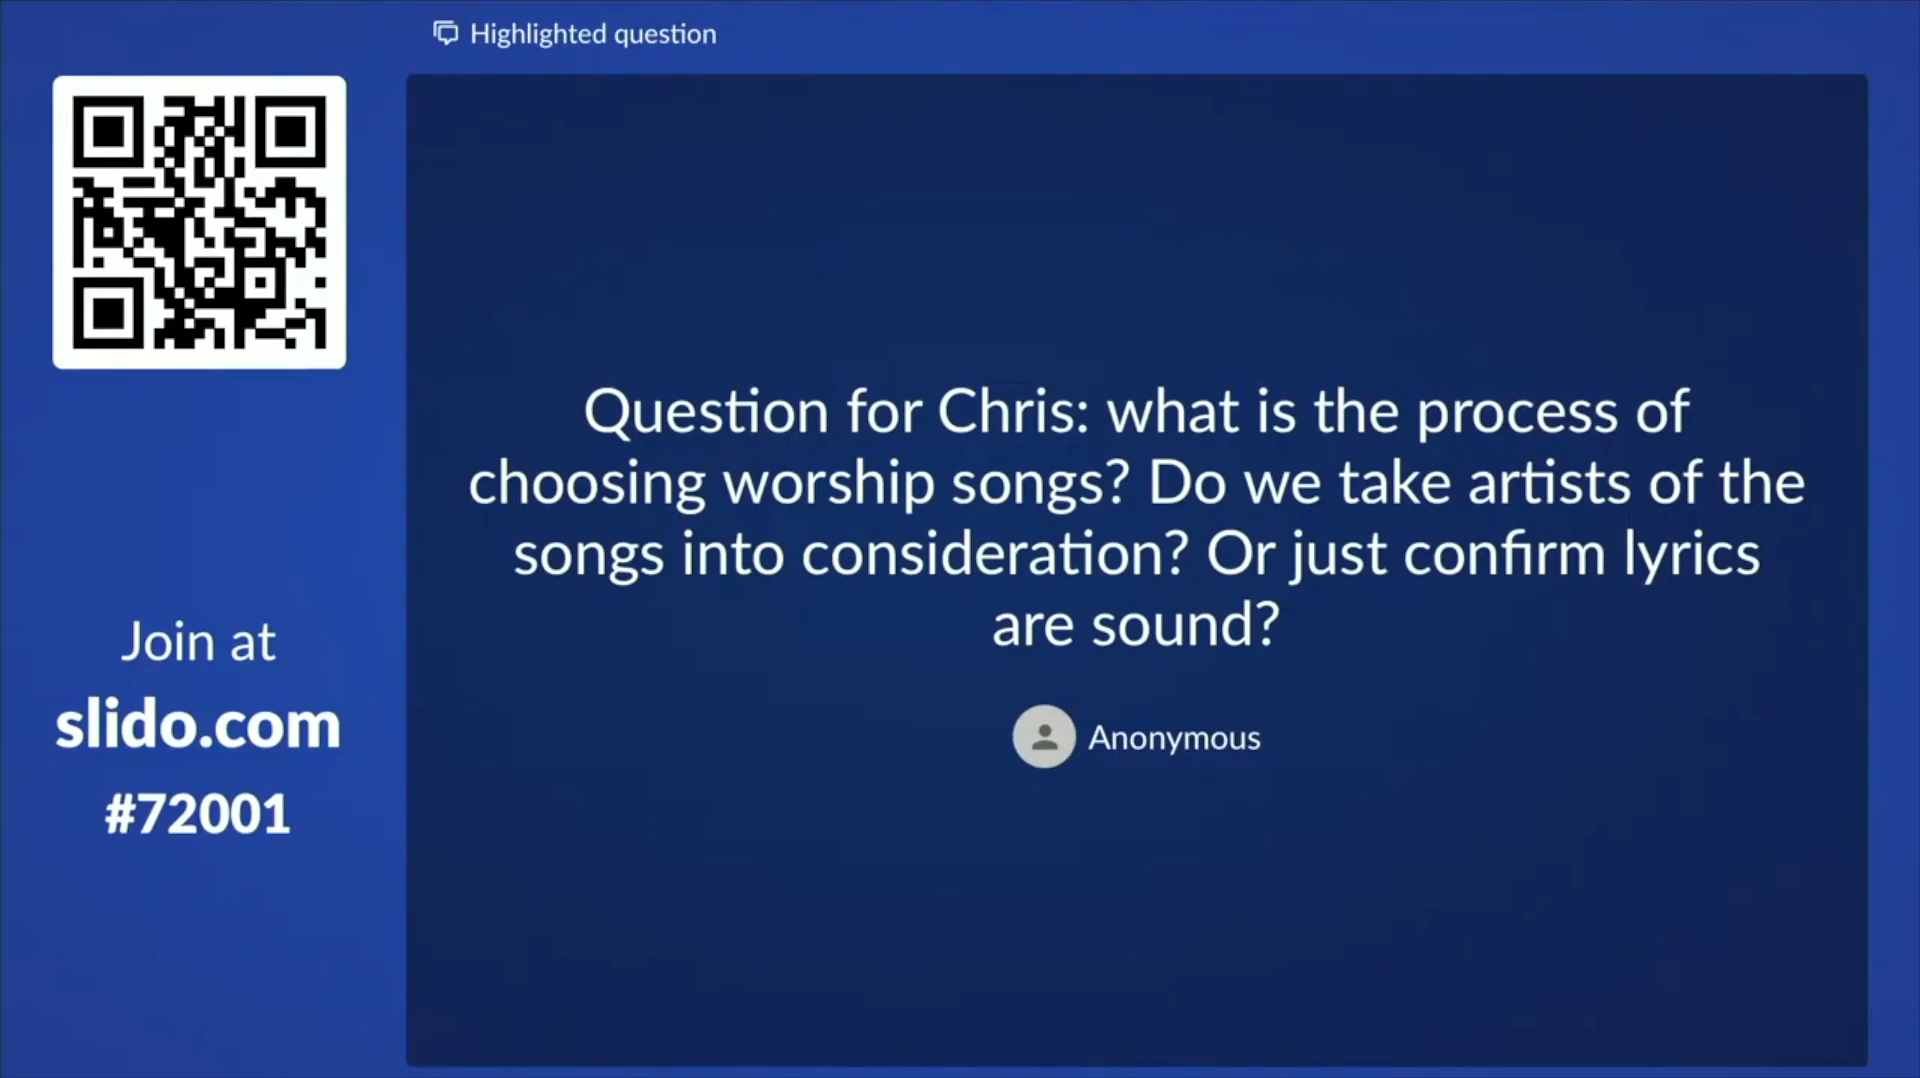 Highlighted question
Question for Chris: what is the process of
choosing worship songs? Do we take artists of the
songs into consideration? Or just confirm lyrics
are sound?
Anonymous
Join at
slido.com
#72001